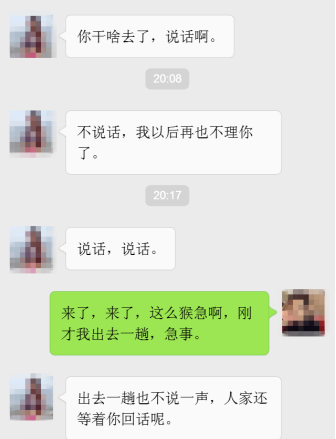 你干啥去了，说话啊。
20:08
不说话，我以后再也不理你
了。
20:17
说话，说话。
来了，来了，这么猴急啊，刚
才我出去一趟，急事。
出去一趟也不说一声，人家还
等着你回话呢。